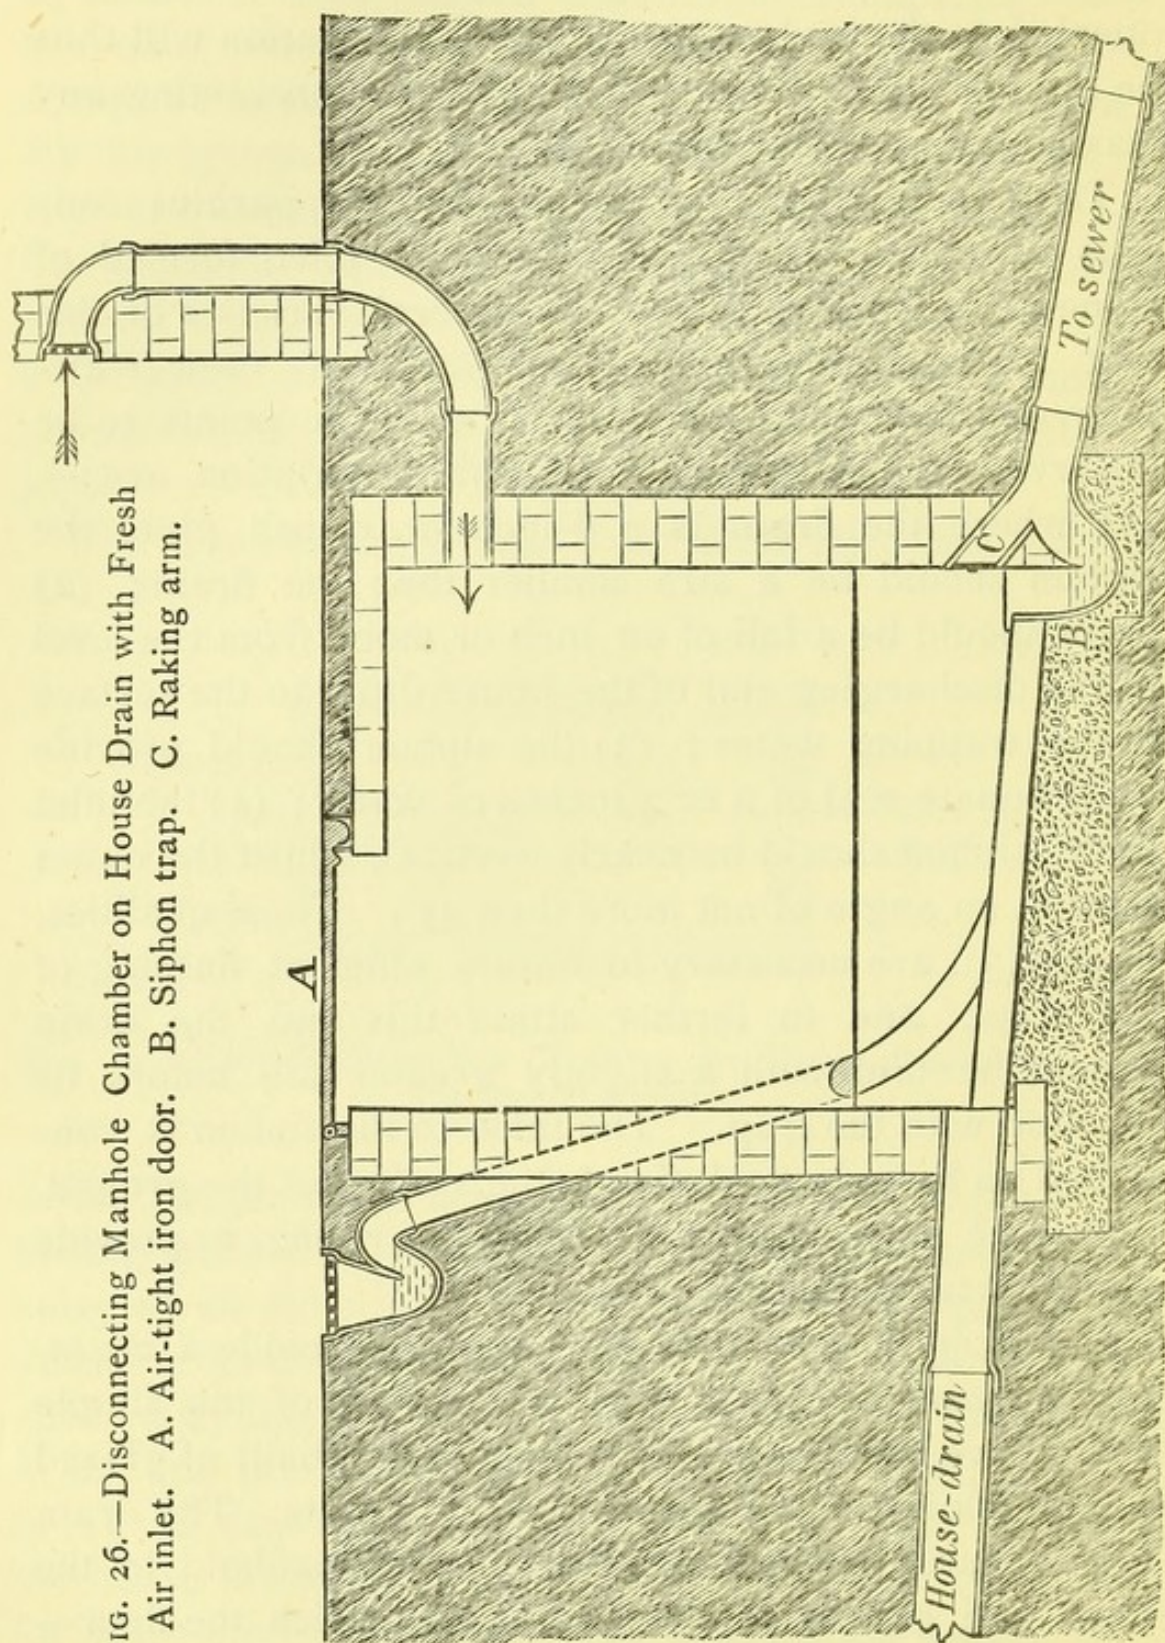 IG. 26.—Disconnecting Manhole Chamber on House Drain with Fresh
Air inlet. A. Air-tight iron door. B. Siphon trap. C. Raking arm.
A
C
B
To sewer
House-drain